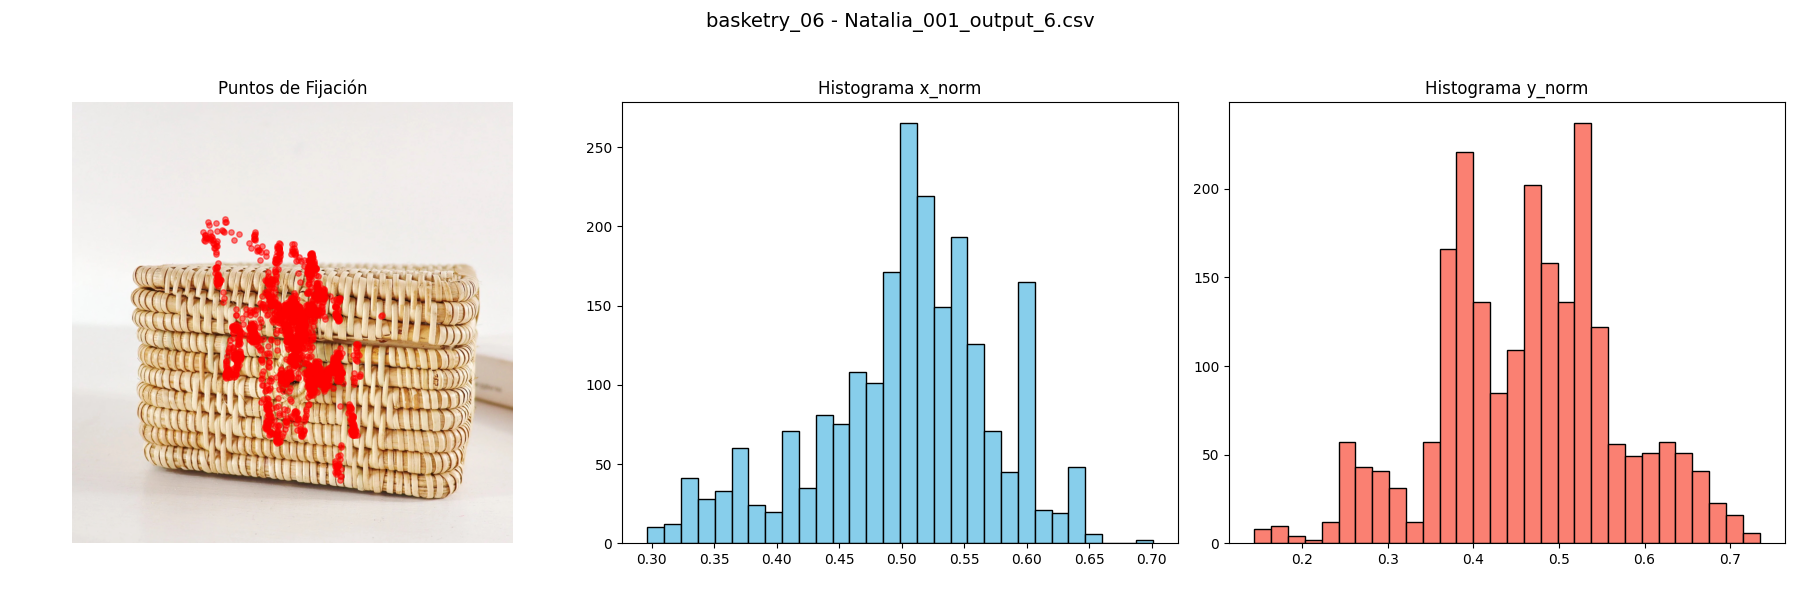 basketry_06 - Natalia_001_output_6.csv
Puntos de Fijación
Histograma x_norm
250
200
150
100
50
0
0.30 0.35 0.40 0.45 0.50 0.55 0.60 0.65 0.70
Histograma y_norm
200
150
100
50
0
0.2 0.3 0.4 0.5 0.6 0.7